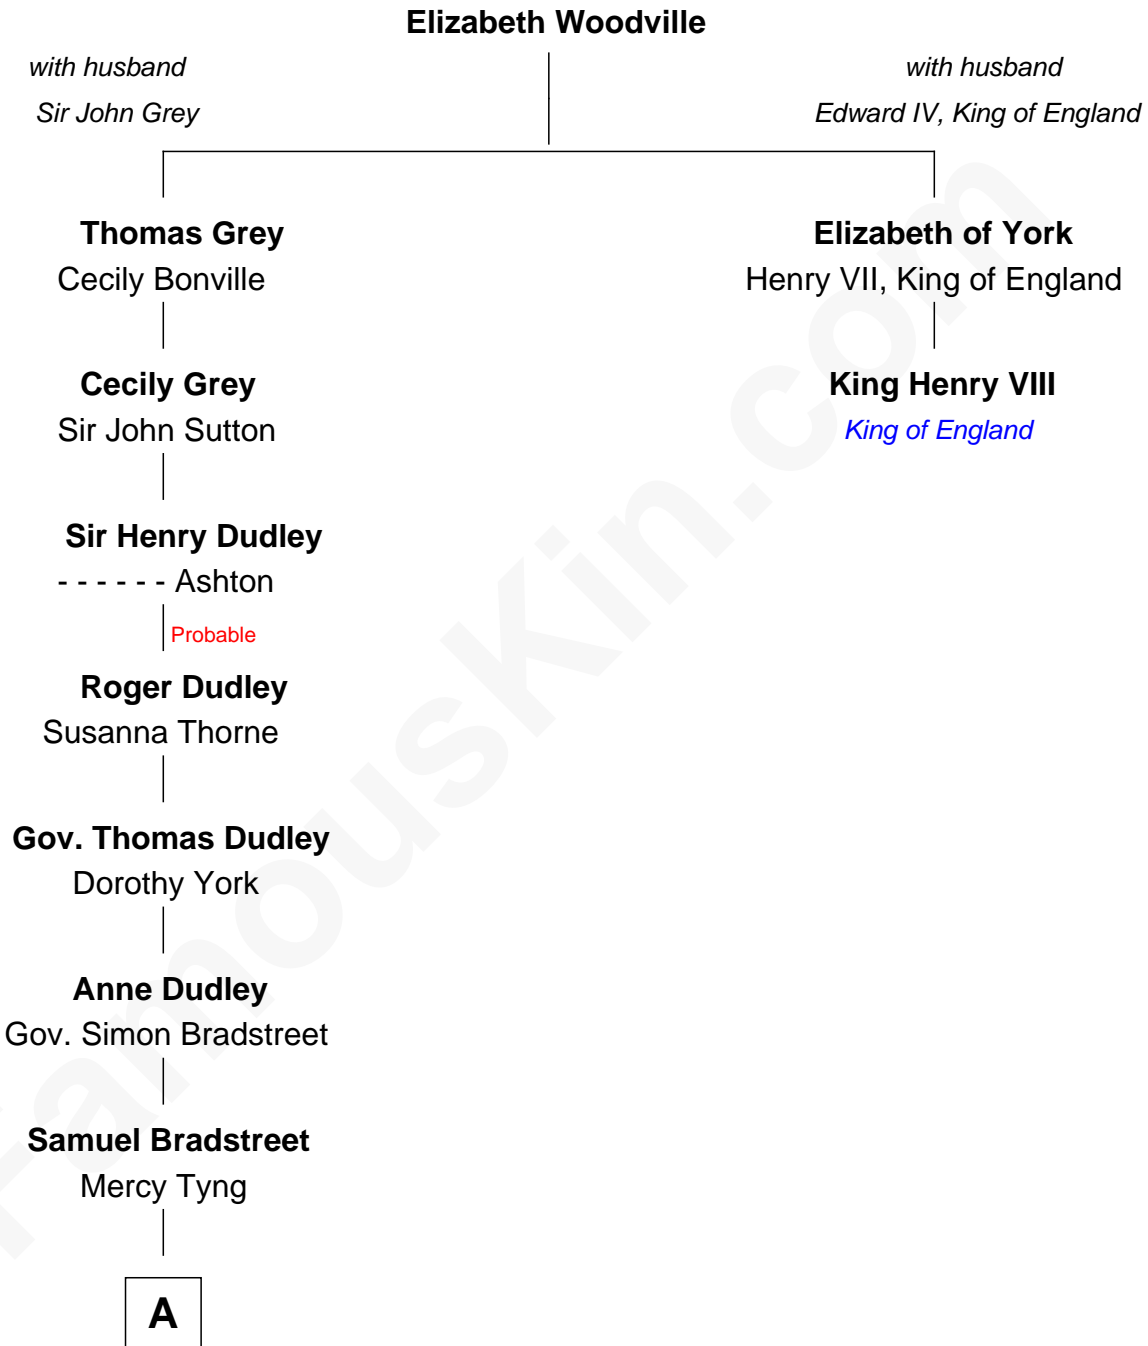 Elizabeth Woodville
with husband
Sir John Grey
with husband
Edward IV, King of England
Thomas Grey
Cecily Bonville
Elizabeth of York
Henry VII, King of England
Cecily Grey
Sir John Sutton
King Henry VIII
King of England
Sir Henry Dudley
- - - - - - Ashton
Probable
Roger Dudley
Susanna Thorne
Gov. Thomas Dudley
Dorothy York
Anne Dudley
Gov. Simon Bradstreet
Samuel Bradstreet
Mercy Tyng
A
FamousKin.com